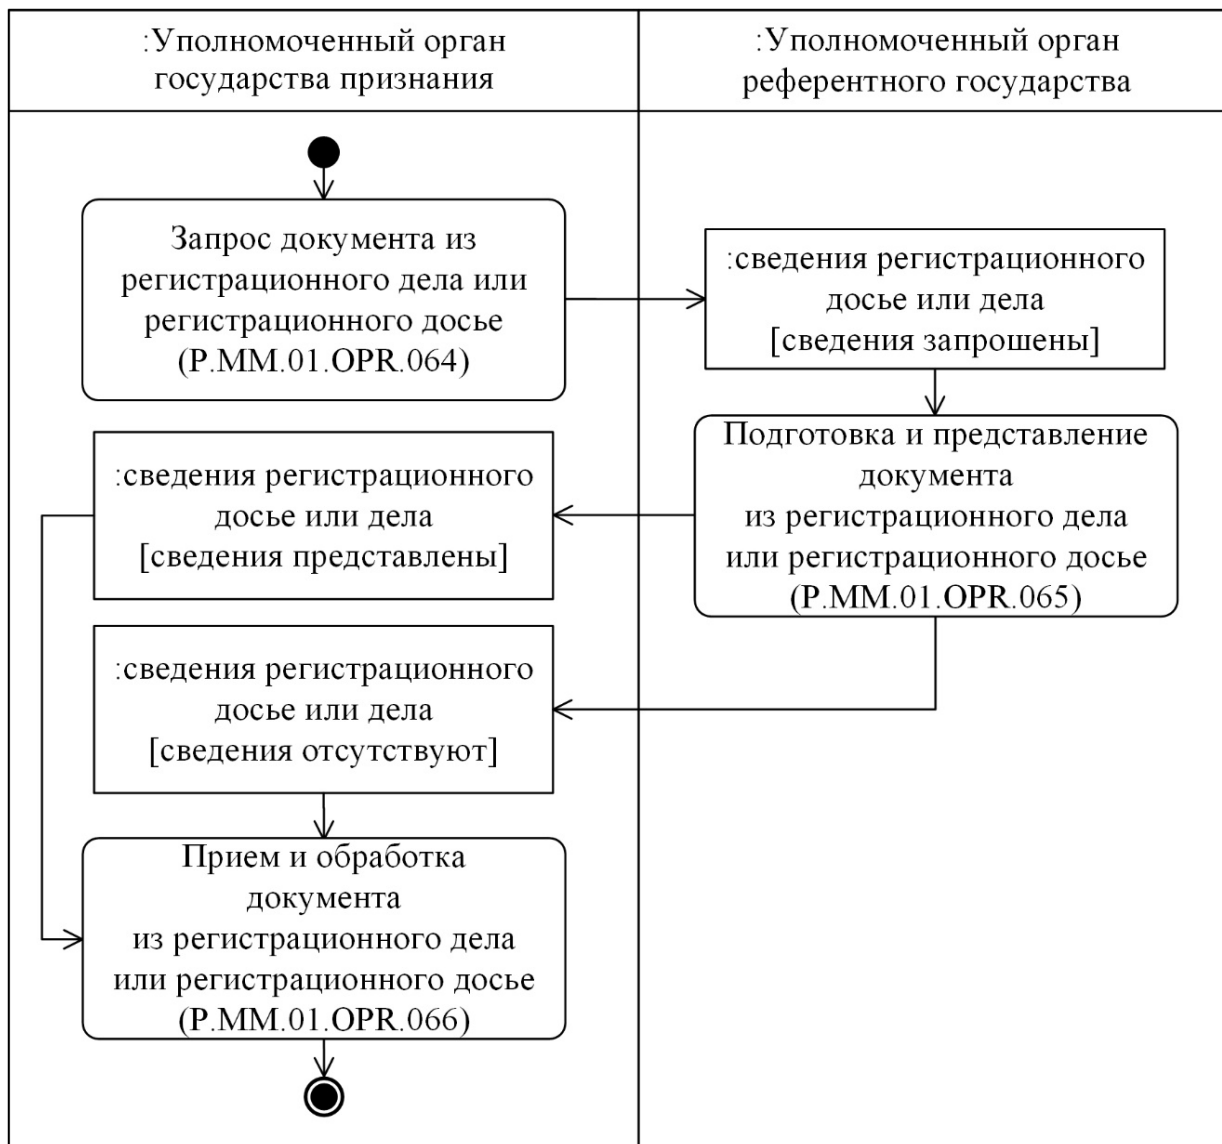 :Уполномоченный орган
государства признания
:Уполномоченный орган
референтного государства
Запрос документа из
регистрационного дела или
регистрационного досье
(P.MM.01.OPR.064)
:сведения регистрационного
досье или дела
[сведения запрошены]
Подготовка и представление
документа
из регистрационного дела
или регистрационного досье
(P.MM.01.OPR.065)
:сведения регистрационного
досье или дела
[сведения представлены]
:сведения регистрационного
досье или дела
[сведения отсутствуют]
Прием и обработка
документа
из регистрационного дела
или регистрационного досье
(P.MM.01.OPR.066)